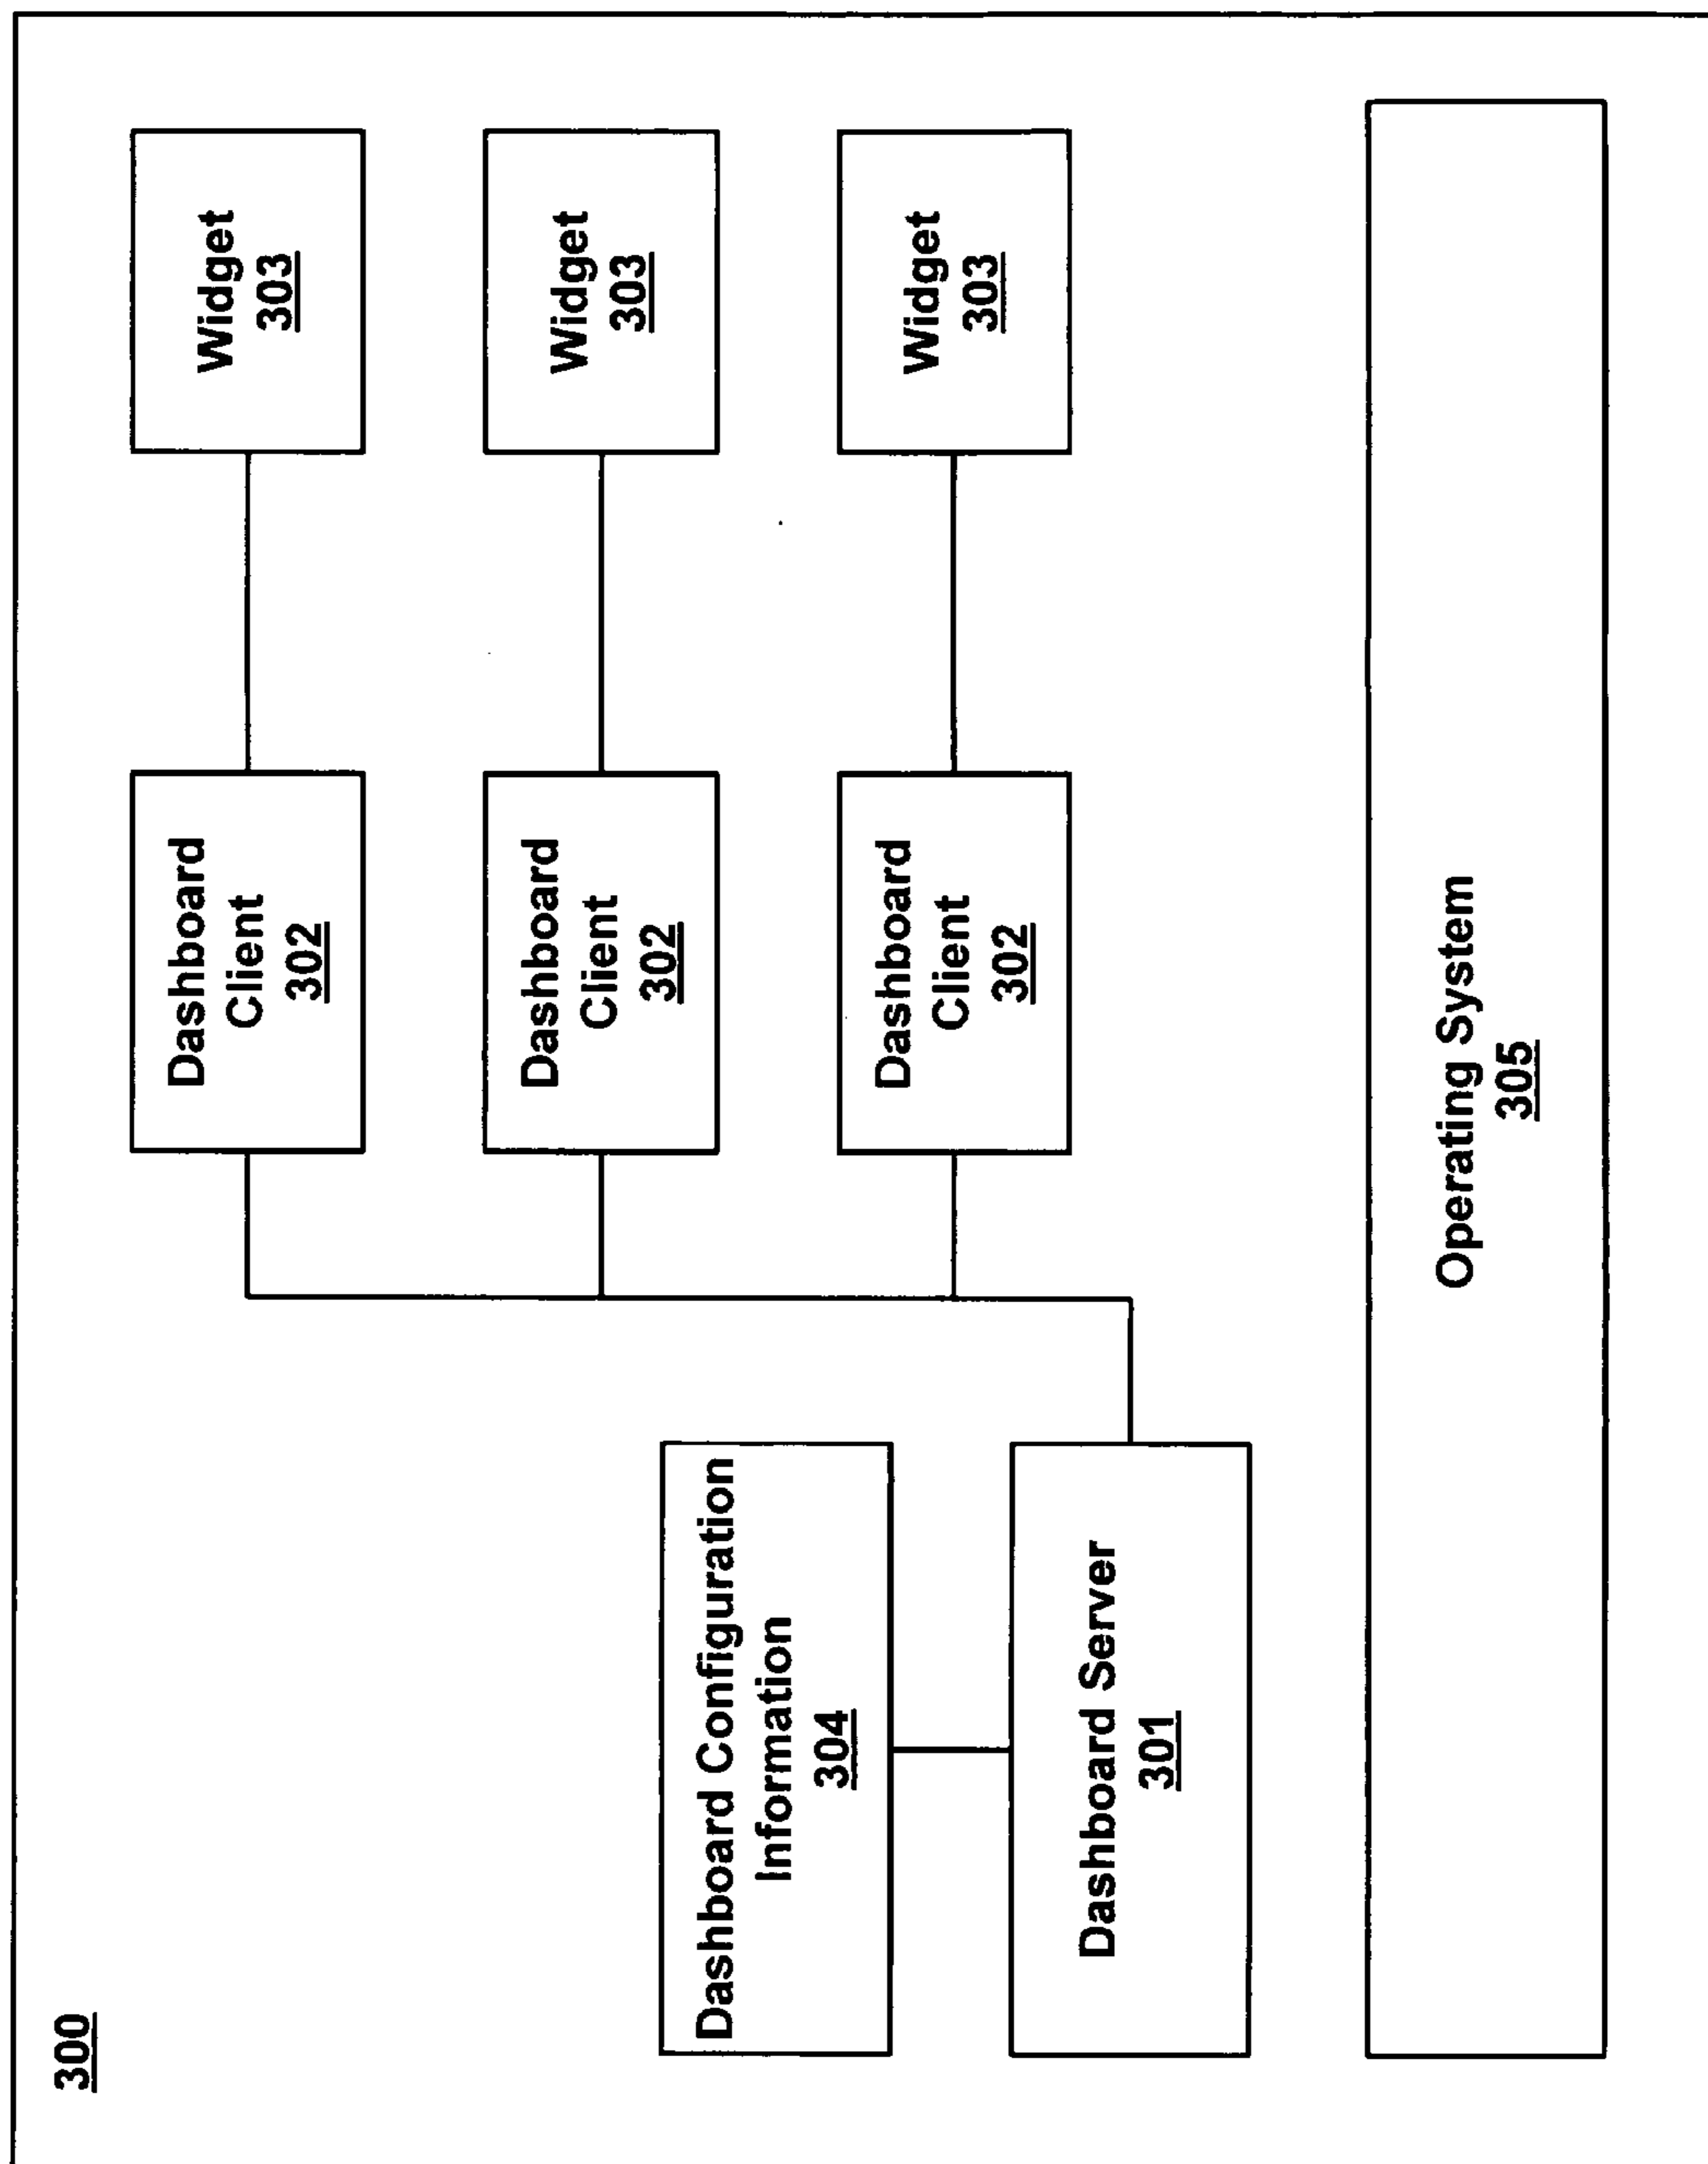 300
Dashboard Configuration
Information
304
Dashboard Server
301
Dashboard
Client
302
Widget
303
Dashboard
Client
302
Widget
303
Dashboard
Client
302
Widget
303
Operating System
305